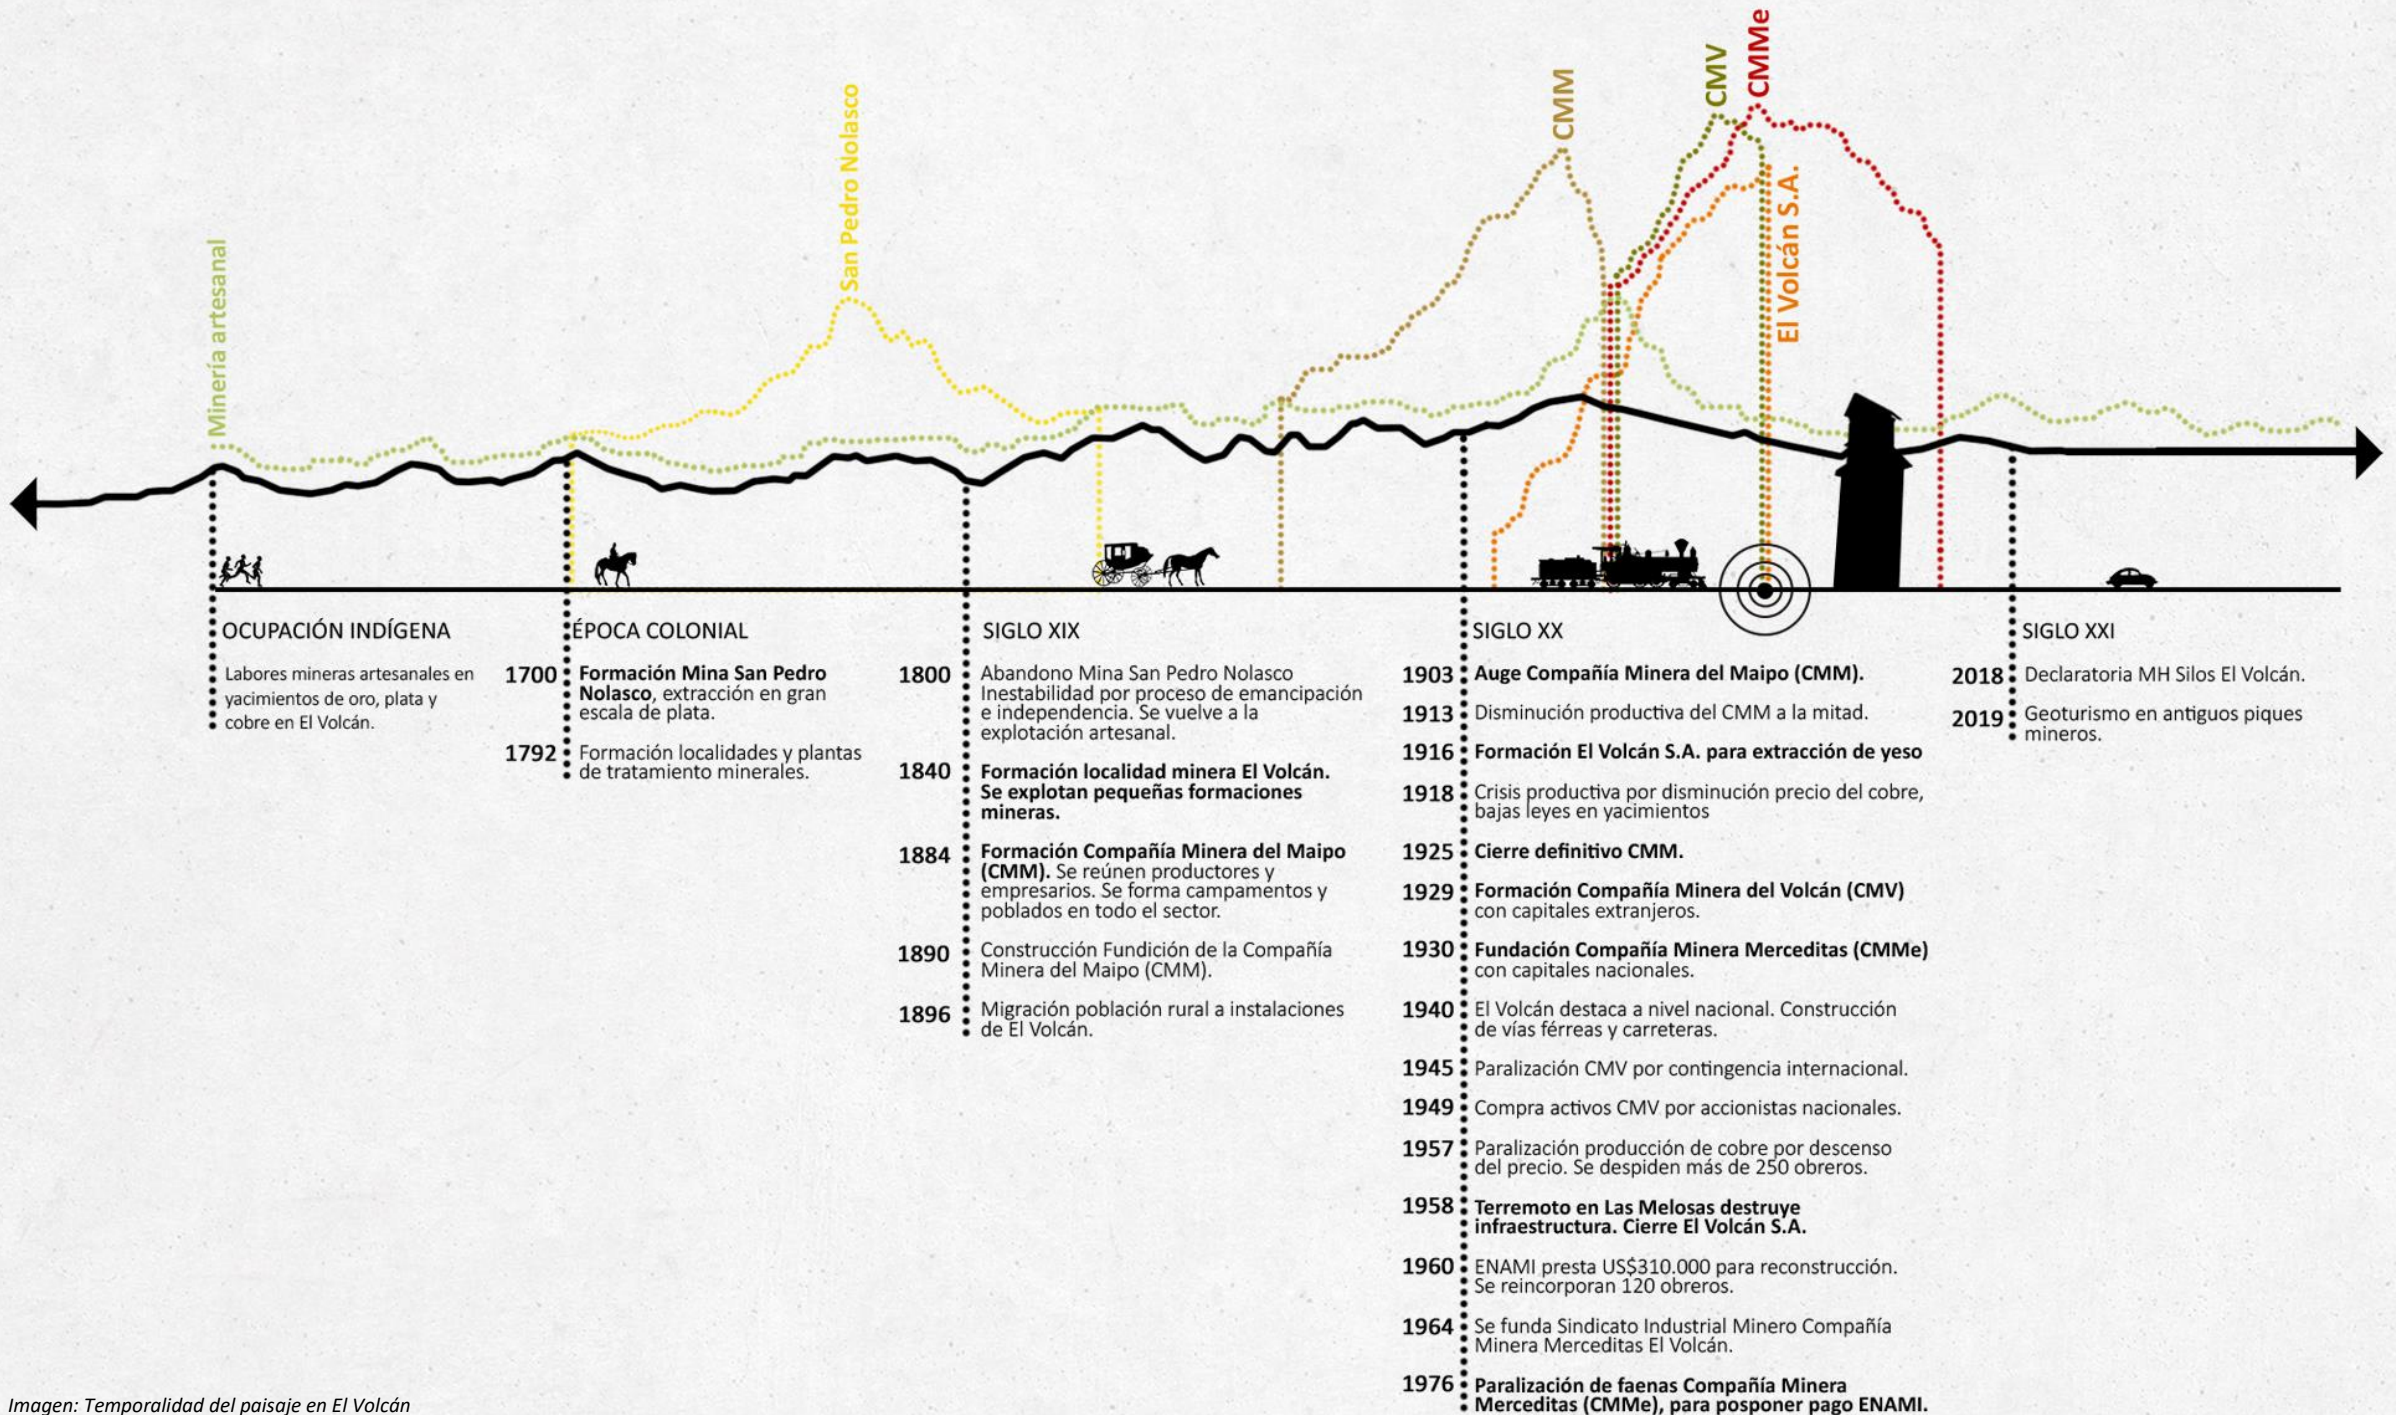 Minería artesanal
San Pedro Nolasco
CMM
CMV
CMMe
El Volcán S.A.
OCUPACIÓN INDÍGENA
Labores mineras artesanales en
yacimientos de oro, plata y
cobre en El Volcán.
ÉPOCA COLONIAL
1700 Formación Mina San Pedro
Nolasco, extracción en gran
escala de plata.
1792 Formación localidades y plantas
de tratamiento minerales.
SIGLO XIX
1800 Abandono Mina San Pedro Nolasco
Inestabilidad por proceso de emancipación
e independencia. Se vuelve a la
explotación artesanal.
1840 Formación localidad minera El Volcán.
Se explotan pequeñas formaciones
mineras.
1884 Formación Compañía Minera del Maipo
(CMM). Se reúnen productores y
empresarios. Se forma campamentos y
poblados en todo el sector.
1890 Construcción Fundición de la Compañía
Minera del Maipo (CMM).
1896 Migración población rural a instalaciones
de El Volcán.
SIGLO XX
1903 Auge Compañía Minera del Maipo (CMM).
1913 Disminución productiva del CMM a la mitad.
1916 Formación El Volcán S.A. para extracción de yeso
1918 Crisis productiva por disminución precio del cobre,
bajas leyes en yacimientos
1925 Cierre definitivo CMM.
1929 Formación Compañía Minera del Volcán (CMV)
con capitales extranjeros.
1930 Fundación Compañía Minera Merceditas (CMMe)
con capitales nacionales.
1940 El Volcán destaca a nivel nacional. Construcción
de vías férreas y carreteras.
1945 Paralización CMV por contingencia internacional.
1949 Compra activos CMV por accionistas nacionales.
1957 Paralización producción de cobre por descenso
del precio. Se despiden más de 250 obreros.
1958 Terremoto en Las Melosas destruye
infraestructura. Cierre El Volcán S.A.
1960 ENAMI presta US$310.000 para reconstrucción.
Se reincorporan 120 obreros.
1964 Se funda Sindicato Industrial Minero Compañía
Minera Merceditas El Volcán.
1976 Paralización de faenas Compañía Minera
Merceditas (CMMe), para posponer pago ENAMI.
SIGLO XXI
2018 Declaratoria MH Silos El Volcán.
2019 Geoturismo en antiguos piques
mineros.
Imagen: Temporalidad del paisaje en El Volcán